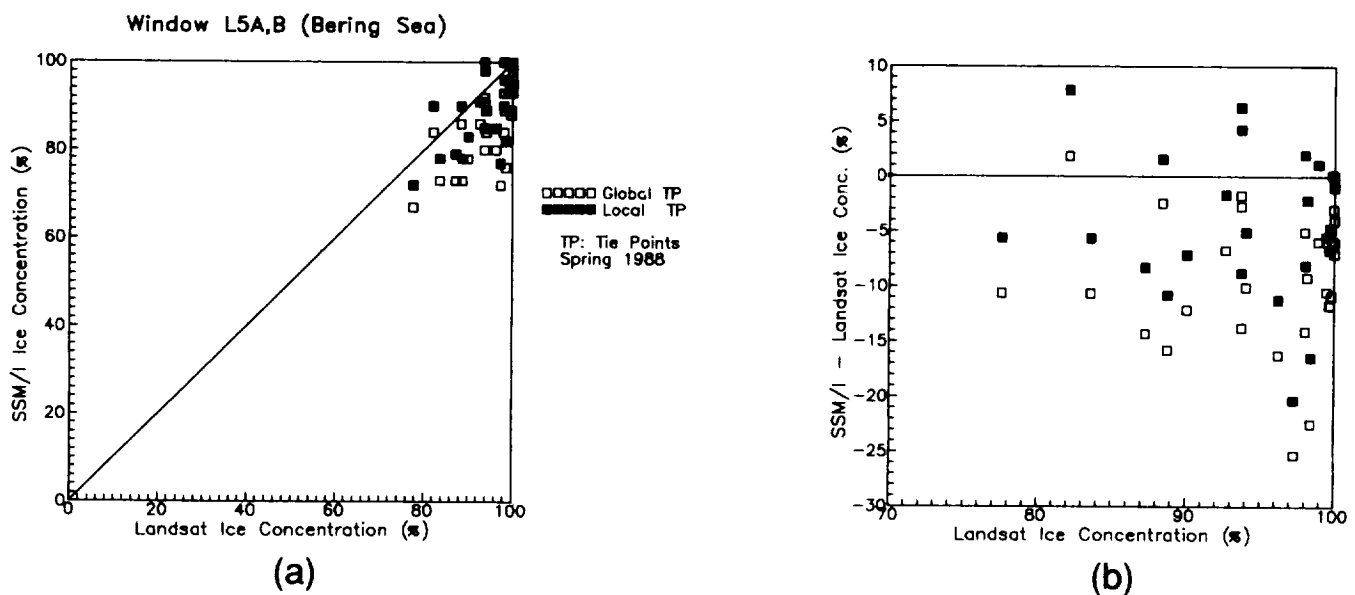 Window L5A,B (Bering Sea)
SSM/I Ice Concentration (%)
100
80
60
40
20
0
0 20 40 60 80 100
Landsat Ice Concentration (%)
(a)
Global TP
Local TP
TP: Tie Points
Spring 1988
SSM/I - Landsat Ice Conc. (%)
10
5
0
-5
-10
-15
-20
-25
-30
70 80 90 100
Landsat Ice Concentration (%)
(b)